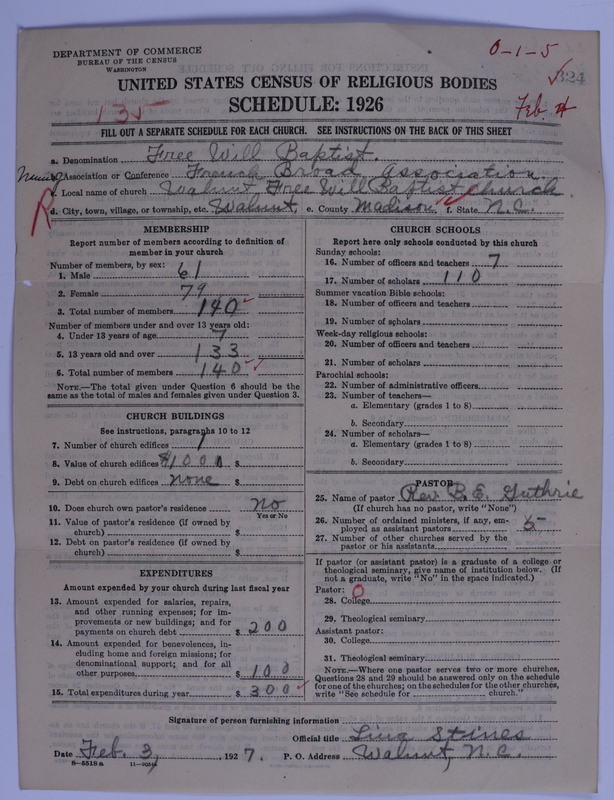 DEPARTMENT OF COMMERCE
BUREAU OF THE CENSUS
WASHINGTON
0-1-5
324
UNITED STATES CENSUS OF RELIGIOUS BODIES
SCHEDULE: 1926
135
Feb. 4
FILL OUT A SEPARATE SCHEDULE FOR EACH CHURCH. SEE INSTRUCTIONS ON THE BACK OF THIS SHEET
a. Denomination Free Will Baptist.
b. Association or Conference French Broad Association
c. Local name of church Walnut Free Will Baptist church
R
d. City, town, village, or township, etc. Walnut, e. County Madison f. State N.C.
MEMBERSHIP
Report number of members according to definition of member in your church
Number of members, by sex:
1. Male 61
2. Female 79
3. Total number of members 140
Number of members under and over 13 years old:
4. Under 13 years of age 7
5. 13 years old and over 133
6. Total number of members 140
NOTE.—The total given under Question 6 should be
same as the total of males and females given under Question 3.
CHURCH BUILDINGS
See instructions, paragraphs 10 to 12
7. Number of church edifices 1
8. Value of church edifices $1000 $
9. Debt on church edifices none $
10. Does church own pastor's residence No
Yes or No
11. Value of pastor's residence (if owned by
church) $
12. Debt on pastor's residence (if owned by
church) $
EXPENDITURES
Amount expended by your church during last fiscal year
13. Amount expended for salaries, repairs,
and other running expenses; for im-
provements or new buildings; and for
payments on church debt $ 200
14. Amount expended for benevolences, in-
cluding home and foreign missions; for
denominational support; and for all
other purposes $ 100
15. Total expenditures during year $ 300
CHURCH SCHOOLS
Report here only schools conducted by this church
Sunday schools:
16. Number of officers and teachers 7
17. Number of scholars 110
Summer vacation Bible schools:
18. Number of officers and teachers
19. Number of scholars
Week-day religious schools:
20. Number of officers and teachers
21. Number of scholars
Parochial schools:
22. Number of administrative officers
23. Number of teachers—
a. Elementary (grades 1 to 8)
b. Secondary
24. Number of scholars—
a. Elementary (grades 1 to 8)
b. Secondary
PASTOR
25. Name of pastor Rev. B. E. Guthrie
(If church has no pastor, write "None")
26. Number of ordained ministers, if any, em-
ployed as assistant pastors
27. Number of other churches served by the
pastor or his assistants
If pastor (or assistant pastor) is a graduate of a college or
theological seminary, give name of institution below. (If
not a graduate, write "No" in the space indicated.)
Pastor: 0
28. College
29. Theological seminary
Assistant pastor:
30. College
31. Theological seminary
NOTE.—Where one pastor serves two or more churches,
Questions 28 and 29 should be answered only on the schedule
for one of the churches; on the schedules for the other churches,
write "See schedule for church."
Signature of person furnishing information
Official title Stines
Date Feb. 3, 1927. P. O. Address Walnut, N.C.
8-5518 a